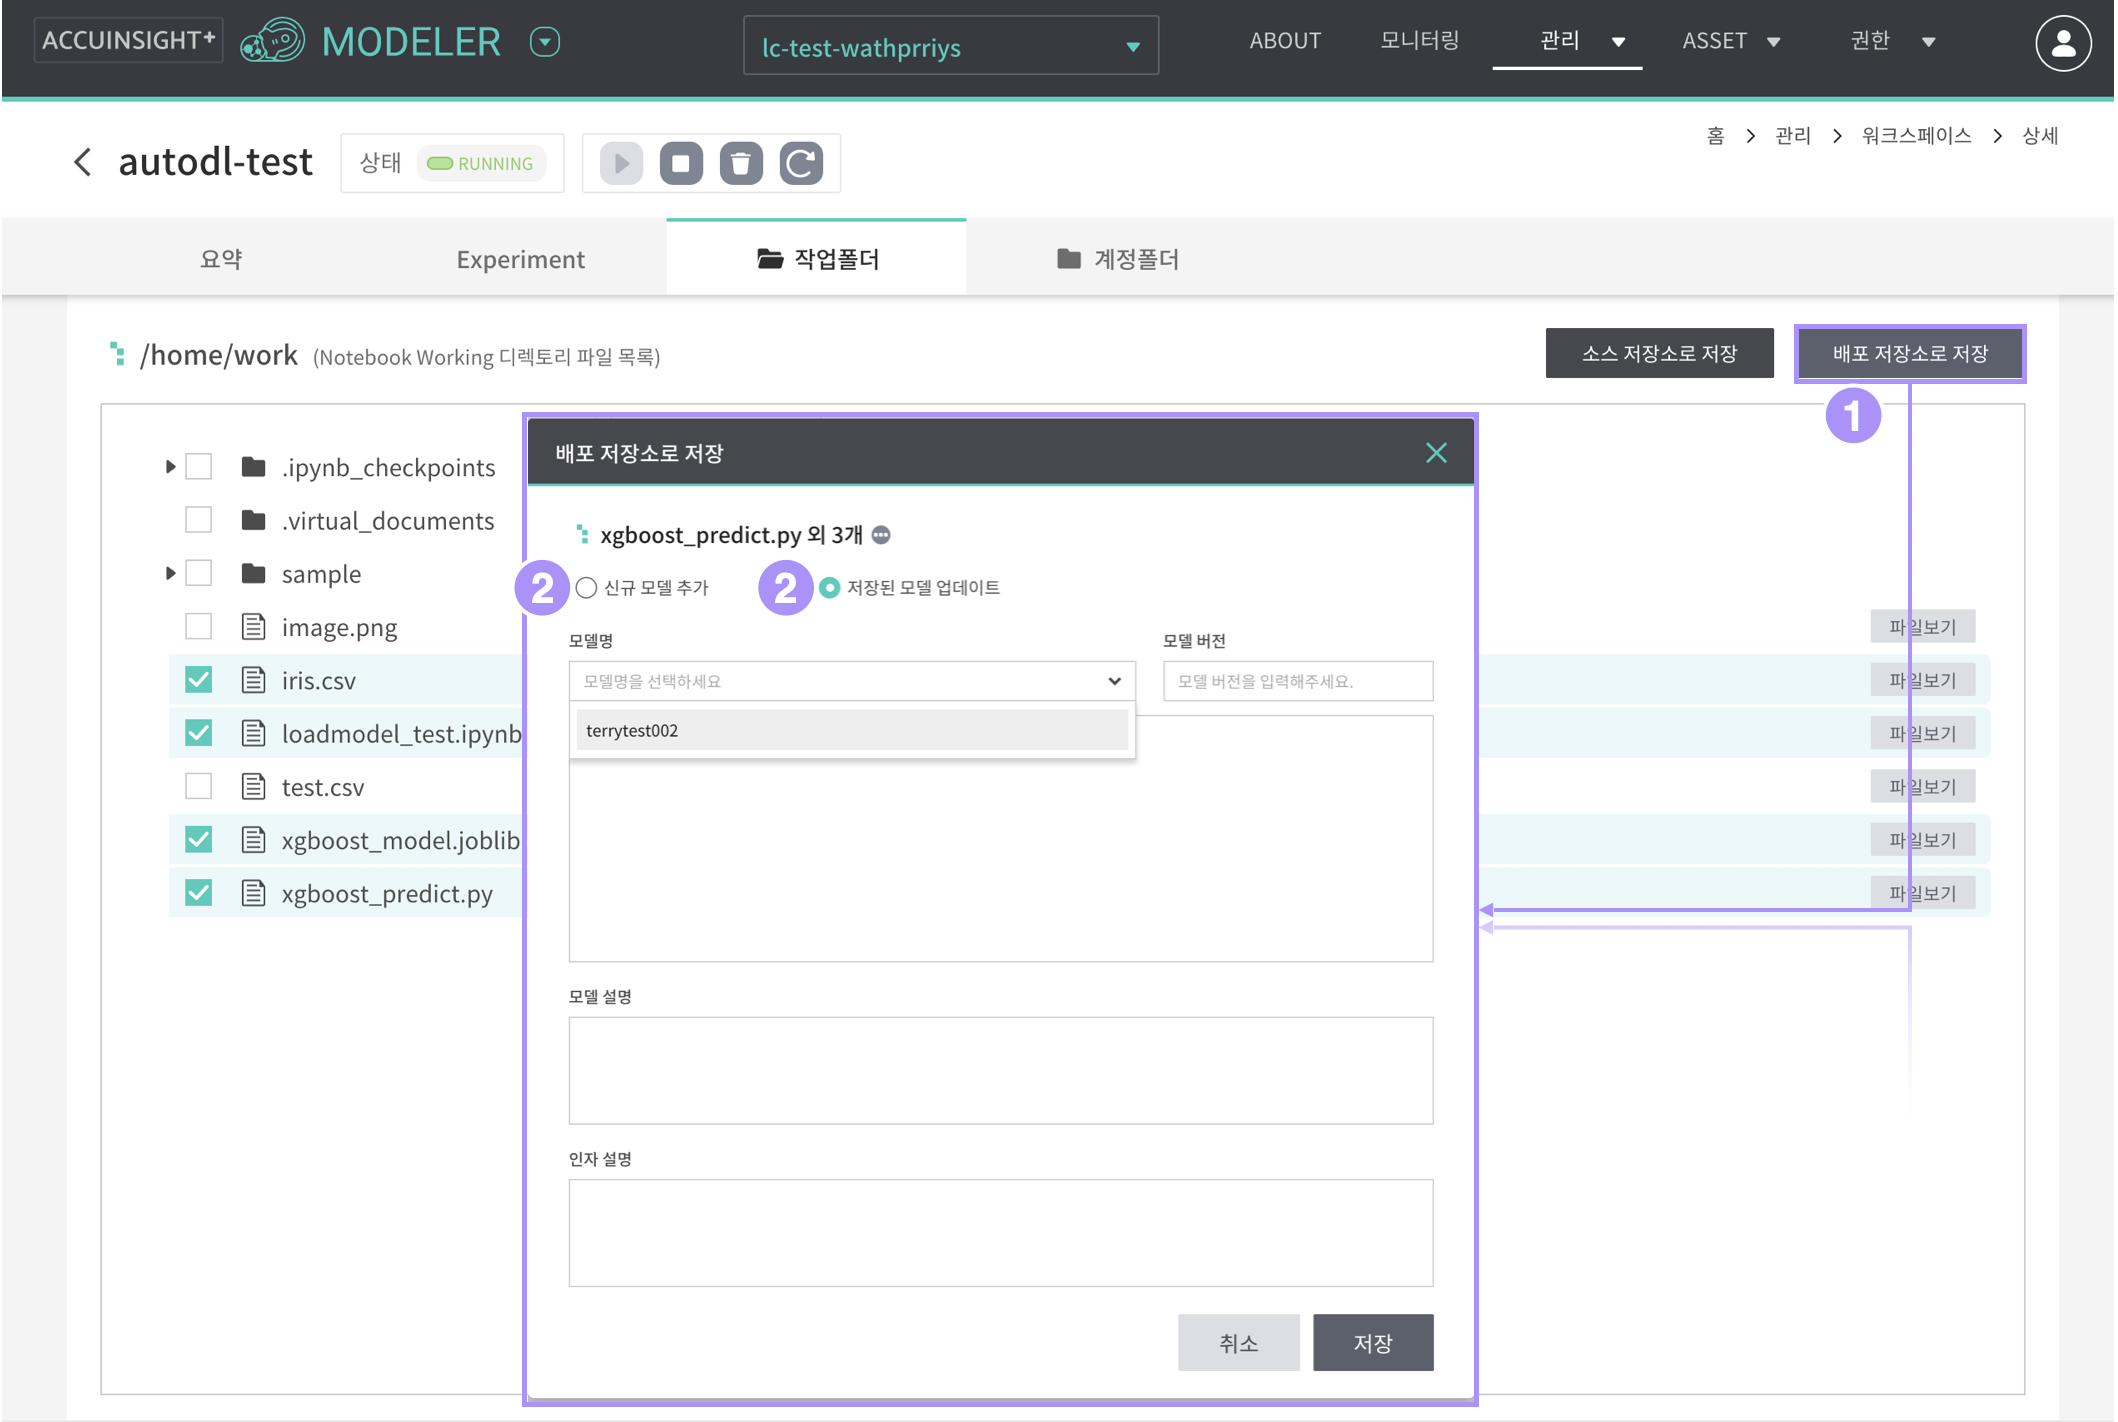 ACCUINSIGHT+ MODELER
lc-test-wathprriys
ABOUT 모니터링 관리 ASSET 권한
autodl-test
상태 RUNNING
홈 > 관리 > 워크스페이스 > 상세
요약 Experiment 작업폴더 계정폴더
/home/work (Notebook Working 디렉토리 파일 목록)
소스 저장소로 저장
배포 저장소로 저장
1
.ipynb_checkpoints
.virtual_documents
sample
image.png 파일보기
iris.csv 파일보기
loadmodel_test.ipynb 파일보기
test.csv 파일보기
xgboost_model.joblib 파일보기
xgboost_predict.py 파일보기
배포 저장소로 저장
xgboost_predict.py 외 3개
2 신규 모델 추가 2 저장된 모델 업데이트
모델명 모델 버전
모델명을 선택하세요 모델 버전을 입력해주세요.
terrytest002
모델 설명
인자 설명
취소 저장